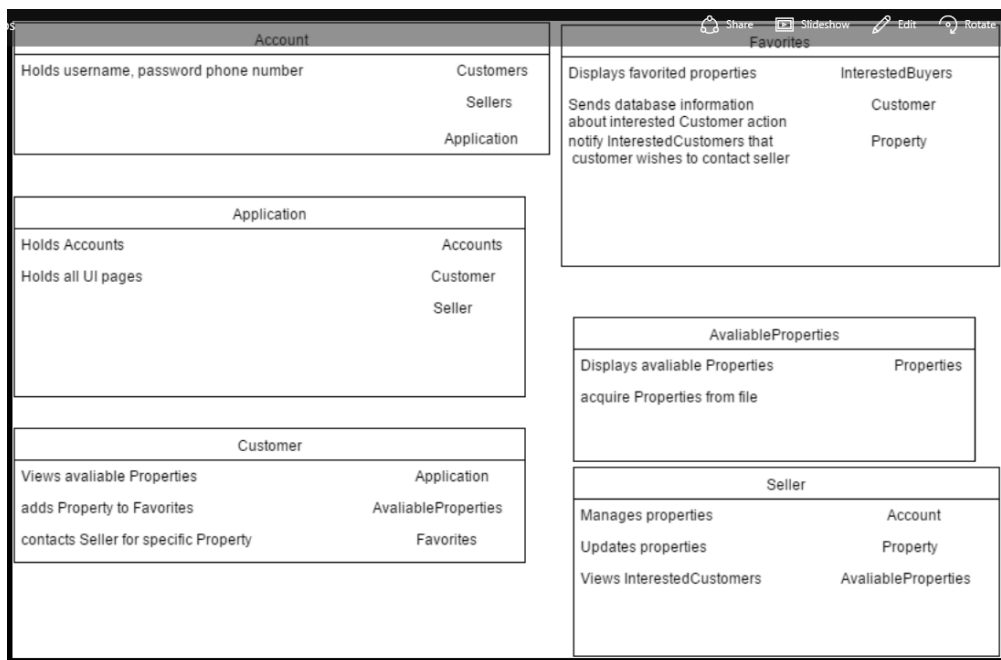 Share Slideshow Edit Rotate
Account
Holds username, password phone number Customers
Sellers
Application
Favorites
Displays favorited properties InterestedBuyers
Sends database information Customer
about interested Customer action
notify InterestedCustomers that Property
customer wishes to contact seller
Application
Holds Accounts Accounts
Holds all UI pages Customer
Seller
AvaliableProperties
Displays avaliable Properties Properties
acquire Properties from file
Customer
Views avaliable Properties Application
adds Property to Favorites AvaliableProperties
contacts Seller for specific Property Favorites
Seller
Manages properties Account
Updates properties Property
Views InterestedCustomers AvaliableProperties